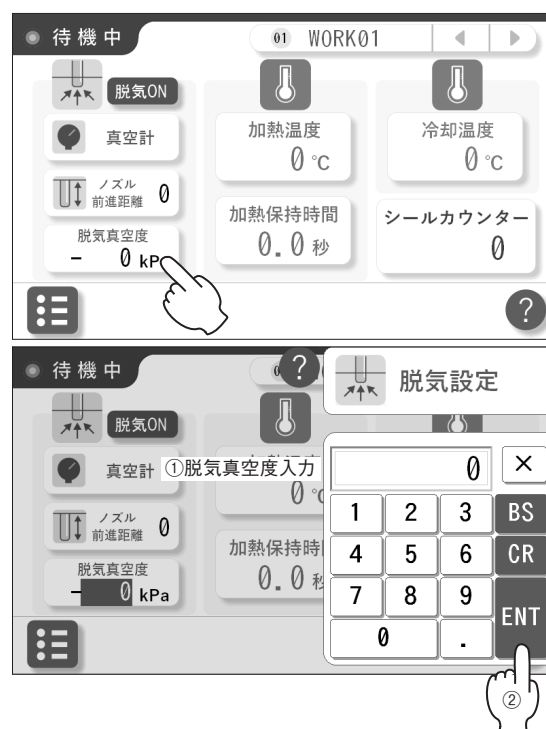 待機中
01 WORK01
脱気ON
真空計
ノズル
前進距離 0
脱気真空度
- 0 kP
加熱温度
0 ℃
加熱保持時間
0.0 秒
冷却温度
0 ℃
シールカウンター
0
?
待機中
?
脱気設定
脱気ON
真空計
①脱気真空度入力
0 ×
ノズル
前進距離 0
脱気真空度
- 0 kPa
0
加熱保持時
0.0
1 2 3 BS
4 5 6 CR
7 8 9 ENT
0 .
②